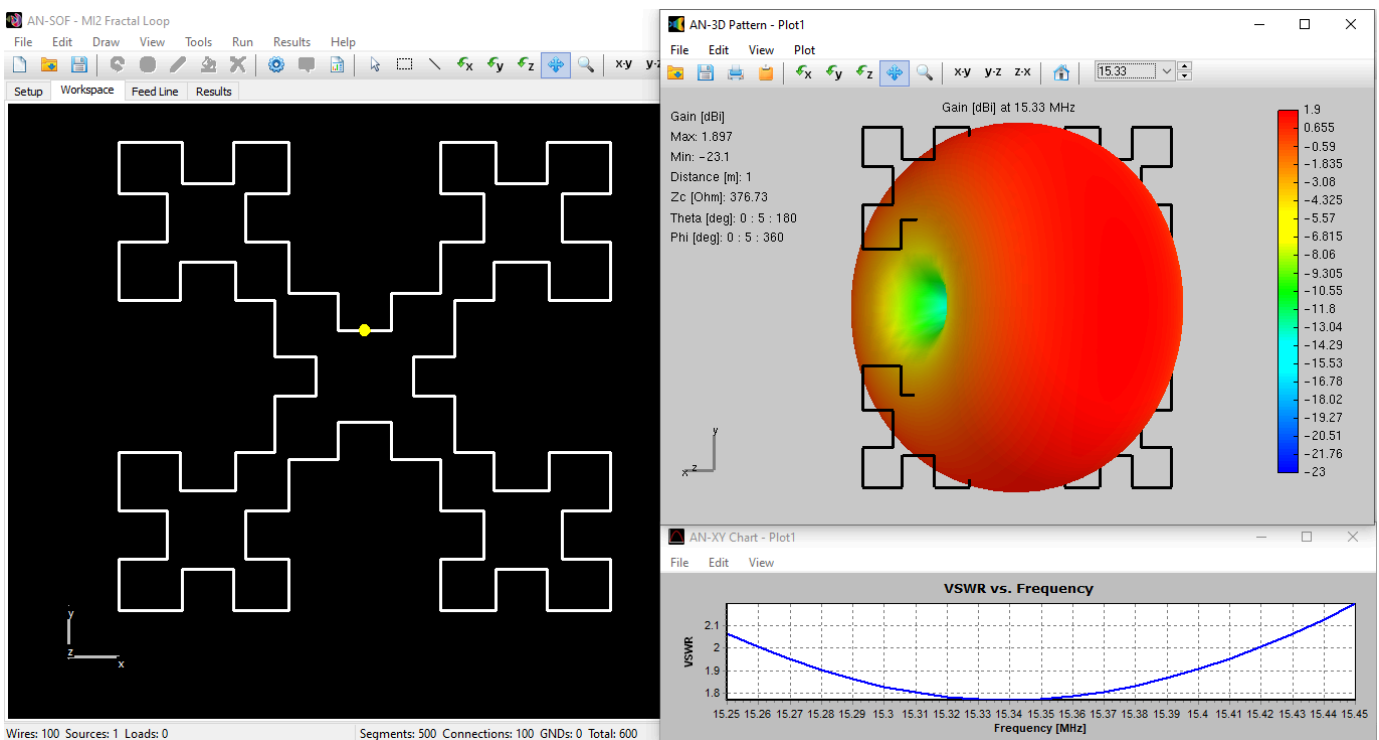 AN-SOF - MI2 Fractal Loop
File Edit Draw View Tools Run Results Help
x y z x-y
Setup Workspace Feed Line Results
y
z
x
Wires: 100 Sources: 1 Loads: 0 Segments: 500 Connections: 100 GNDs: 0 Total: 600
AN-3D Pattern - Plot1
File Edit View Plot
x y z x-y y-z z-x 15.33
Gain [dBi] at 15.33 MHz
Gain [dBi]
Max: 1.897
Min: -23.1
Distance [m]: 1
Zc [Ohm]: 376.73
Theta [deg]: 0 : 5 : 180
Phi [deg]: 0 : 5 : 360
1.9
0.655
-0.59
-1.835
-3.08
-4.325
-5.57
-6.815
-8.06
-9.305
-10.55
-11.8
-13.04
-14.29
-15.53
-16.78
-18.02
-19.27
-20.51
-21.76
-23
y
x z
AN-XY Chart - Plot1
File Edit View
VSWR vs. Frequency
VSWR
2.1
2
1.9
1.8
15.25 15.26 15.27 15.28 15.29 15.3 15.31 15.32 15.33 15.34 15.35 15.36 15.37 15.38 15.39 15.4 15.41 15.42 15.43 15.44 15.45
Frequency [MHz]